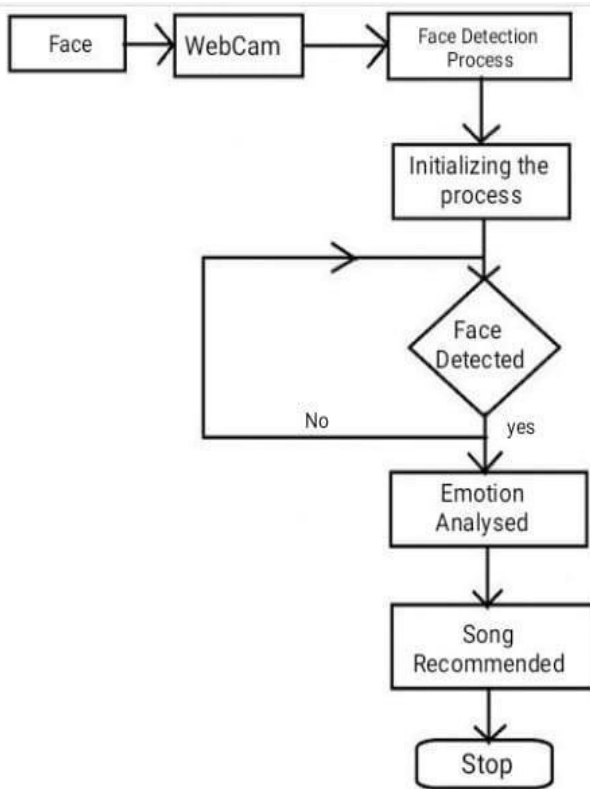 Face
WebCam
Face Detection
Process
Initializing the
process
Face
Detected
No
yes
Emotion
Analysed
Song
Recommended
Stop